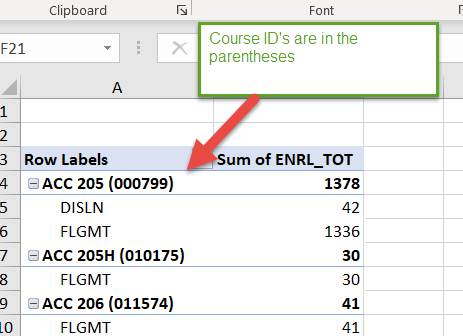 Clipboard
Font
F21
Course ID's are in the
parentheses
A
1
2
3 Row Labels Sum of ENRL_TOT
4 ACC 205 (000799) 1378
5 DISLN 42
6 FLGMT 1336
7 ACC 205H (010175) 30
8 FLGMT 30
9 ACC 206 (011574) 41
10 FLGMT 41